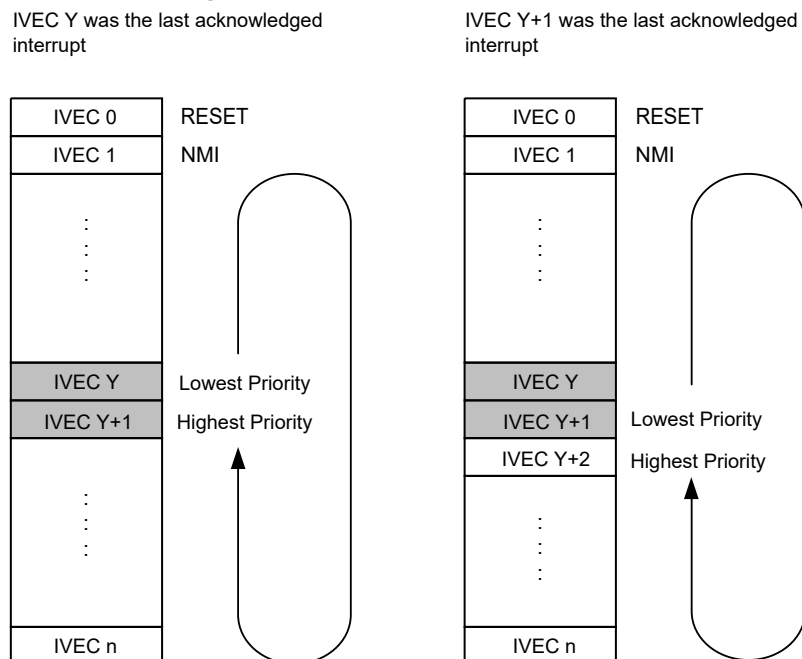 IVEC Y was the last acknowledged
interrupt
IVEC 0 RESET
IVEC 1 NMI
IVEC Y Lowest Priority
IVEC Y+1 Highest Priority
IVEC n
IVEC Y+1 was the last acknowledged
interrupt
IVEC 0 RESET
IVEC 1 NMI
IVEC Y
IVEC Y+1 Lowest Priority
IVEC Y+2 Highest Priority
IVEC n